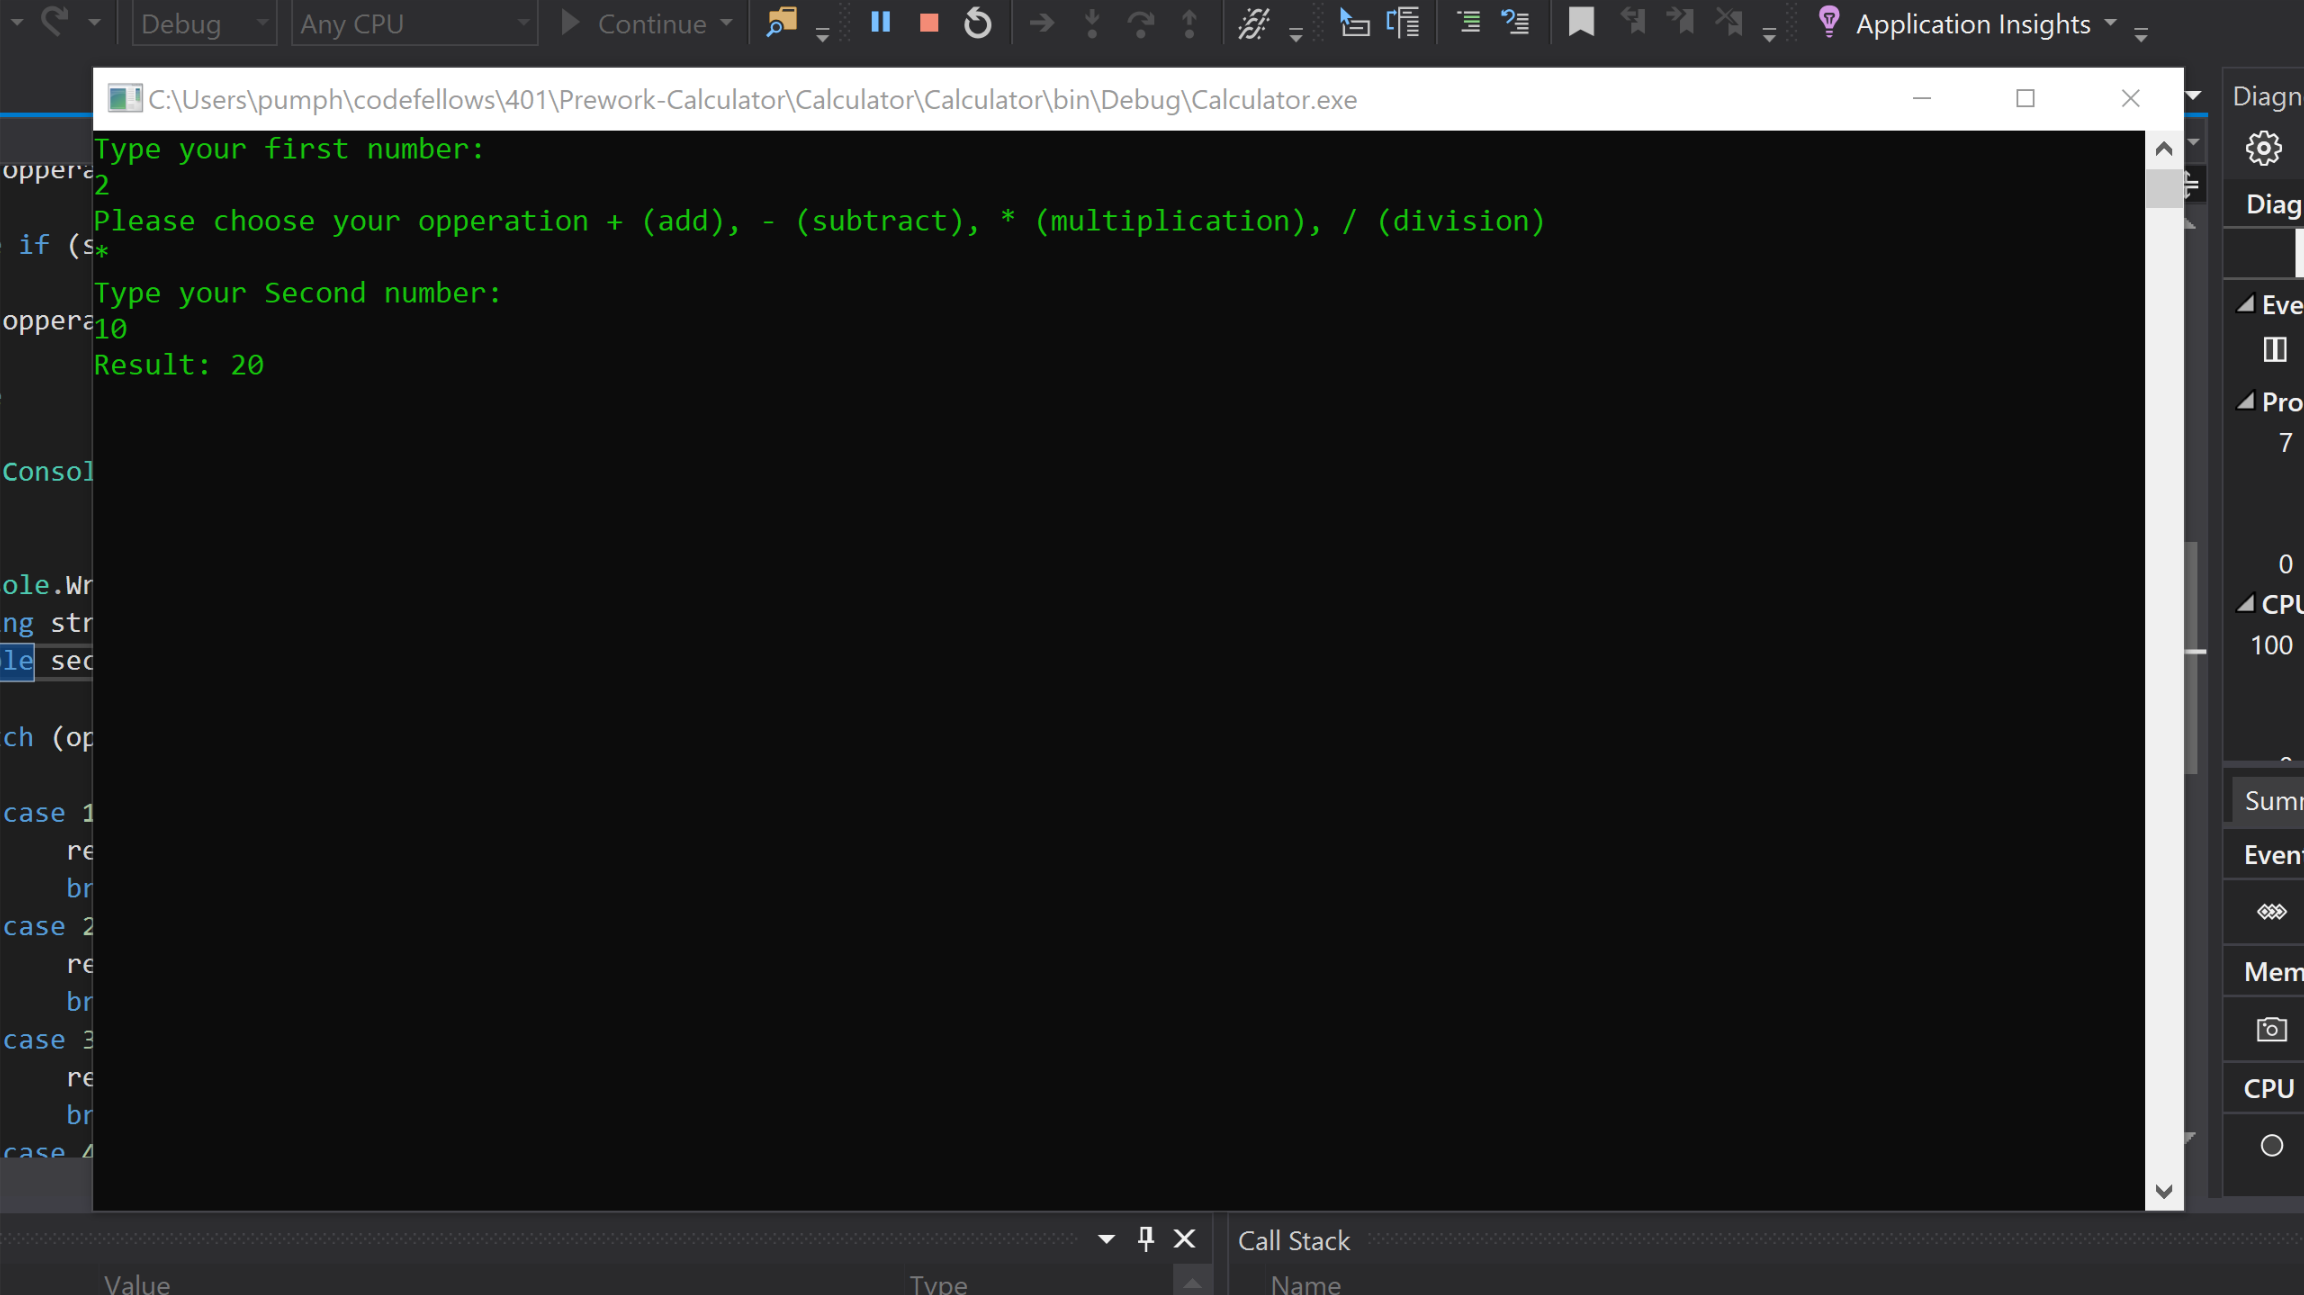 Debug Any CPU Continue Application Insights
C:\Users\pumph\codefellows\401\Prework-Calculator\Calculator\Calculator\bin\Debug\Calculator.exe
Type your first number:
2
Please choose your opperation + (add), - (subtract), * (multiplication), / (division)
*
Type your Second number:
10
Result: 20
oppera
if (s
oppera
Consol
ole.Wr
ng str
le sec
ch (op
case 1
re
br
case 2
re
br
case 3
re
br
case 4
Diagn
Diag
Eve
Pro
7
0
CPU
100
Summ
Event
Mem
CPU
Value Type
Call Stack
Name